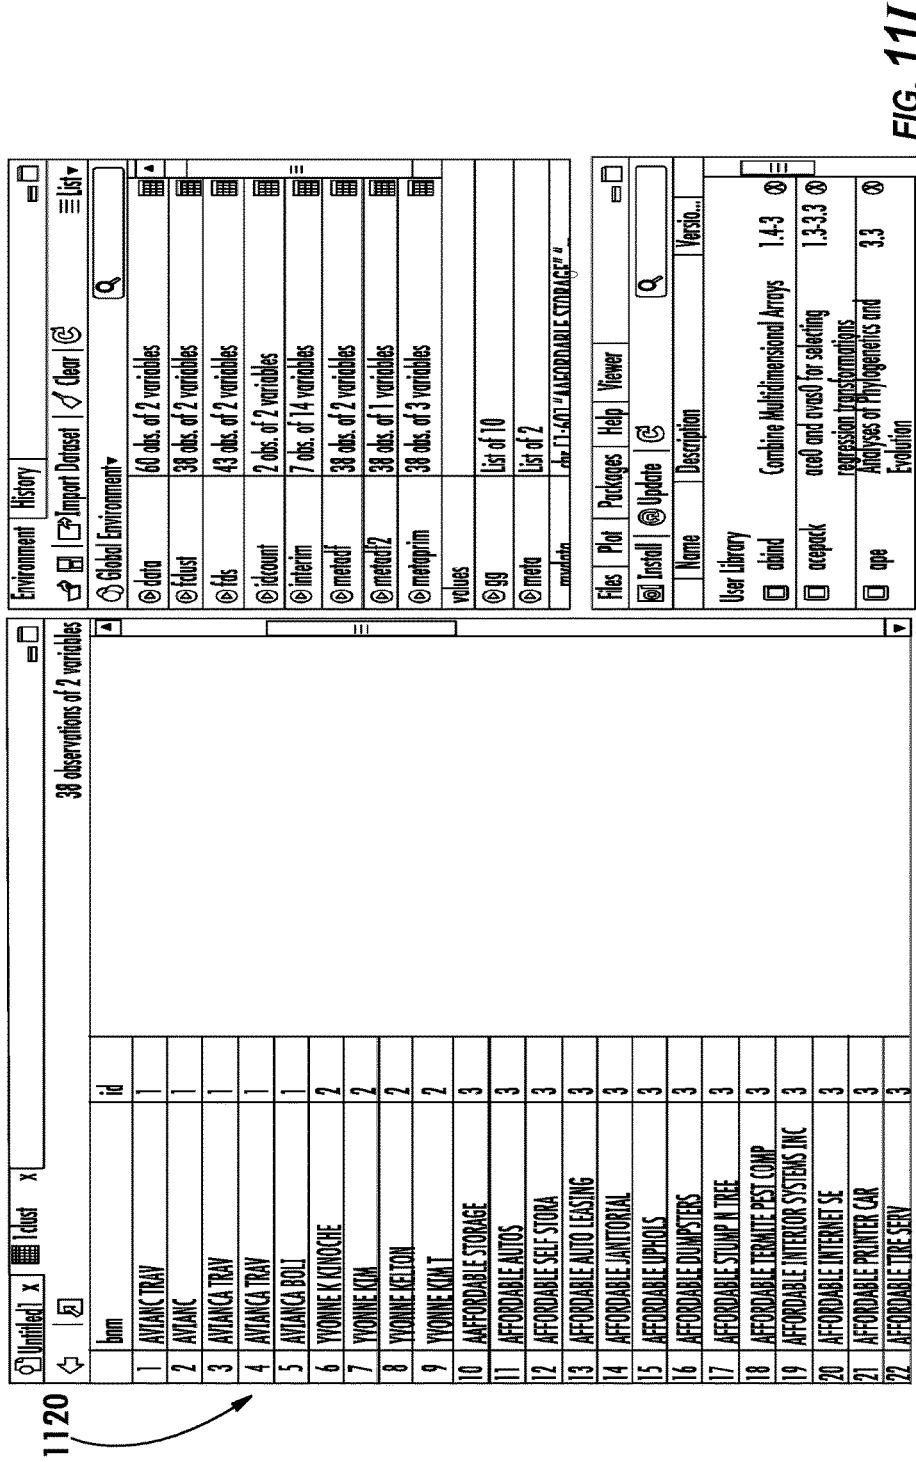 1120
Untitled1 x 1dust x
38 observations of 2 variables
bnm id
1 AVIANC TRAV 1
2 AVIANC 1
3 AVIANCA TRAV 1
4 AVIANCA TRAV 1
5 AVIANCA BOLI 1
6 YVONNE K KINOCHE 2
7 YVONNE KIM 2
8 YVONNE KELTON 2
9 YVONNE KIM T 2
10 AAFFORDABLE STORAGE 3
11 AFFORDABLE AUTOS 3
12 AFFORDABLE SELF STORA 3
13 AFFORDABLE AUTO LEASING 3
14 AFFORDABLE JANITORIAL 3
15 AFFORDABLE UPHOLS 3
16 AFFORDABLE DUMPSTERS 3
17 AFFORDABLE STUMP N TREE 3
18 AFFORDABLE TERMITE PEST COMP 3
19 AFFORDABLE INTERIOR SYSTEMS INC 3
20 AFFORDABLE INTERNET SE 3
21 AFFORDABLE PRINTER CAR 3
22 AFFORDABLE TIRE SERV 3
Environment History
Import Dataset Clear List
Global Environment
data 60 obs. of 2 variables
fdust 38 obs. of 2 variables
fds 43 obs. of 2 variables
idcount 2 obs. of 2 variables
interim 7 obs. of 14 variables
metadf 38 obs. of 2 variables
metadf2 38 obs. of 1 variables
metaprim 38 obs. of 3 variables
values
gg List of 10
meta List of 2
mydata chr [1:60] "AAFFORDABLE STORAGE" "
Files Plot Packages Help Viewer
Install Update
Name Description Versio...
User Library
abind Combine Multidimensional Arrays 1.4-3
acepack ace() and avas() for selecting 1.3-3.3
regression transformations
ape Analyses of Phylogenetics and 3.3
Evolution
FIG. 11I